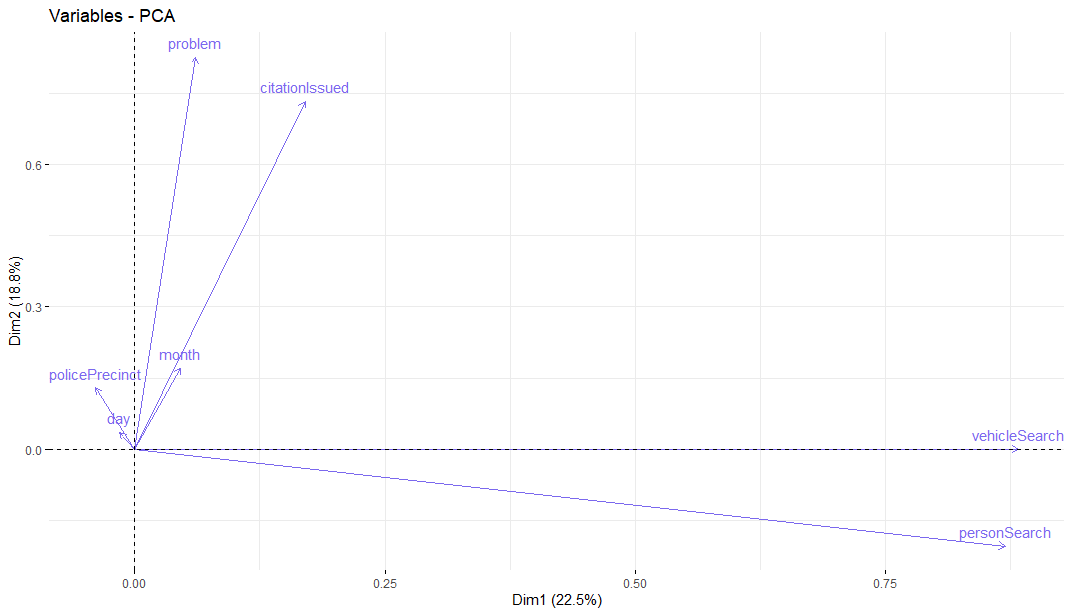 Variables - PCA
problem
citationIssued
0.6
0.3
month
policePrecinct
day
vehicleSearch
0.0
personSearch
0.00
0.25
0.50
0.75
Dim1 (22.5%)
Dim2 (18.8%)